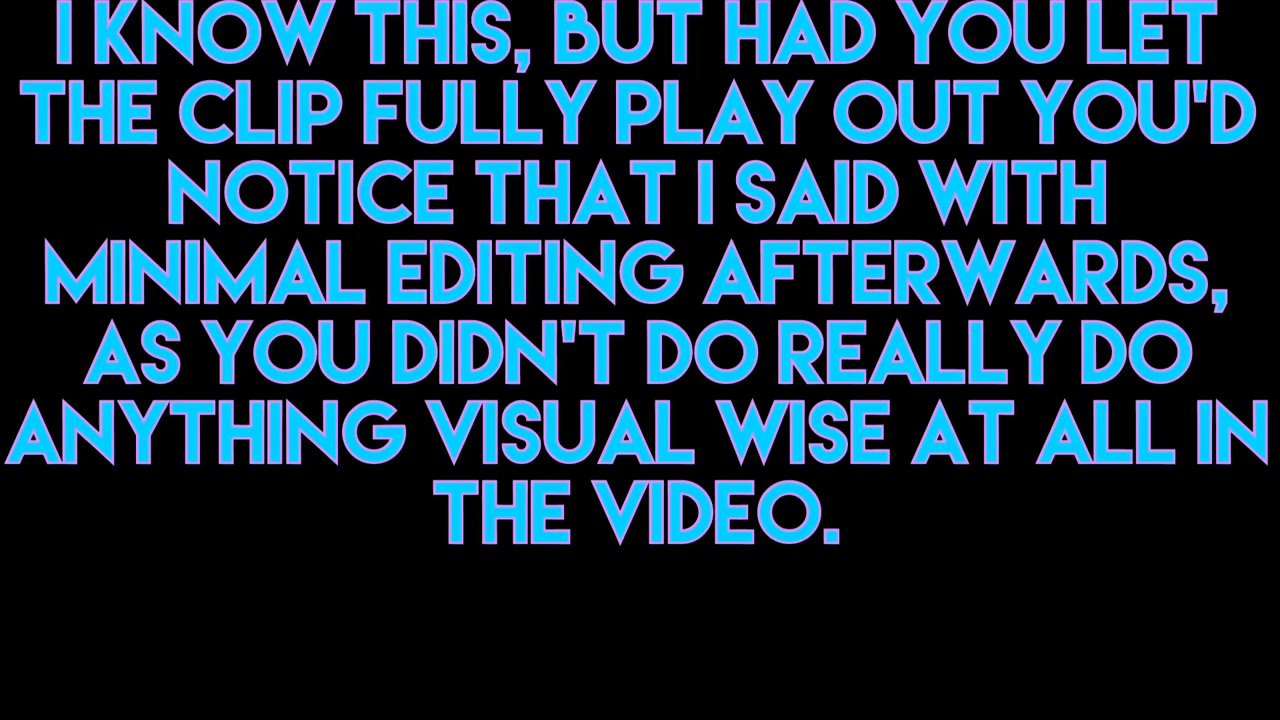 I KNOW THIS, BUT HAD YOU LET
THE CLIP FULLY PLAY OUT YOU'D
NOTICE THAT I SAID WITH
MINIMAL EDITING AFTERWARDS,
AS YOU DIDN'T DO REALLY DO
ANYTHING VISUAL WISE AT ALL IN
THE VIDEO.